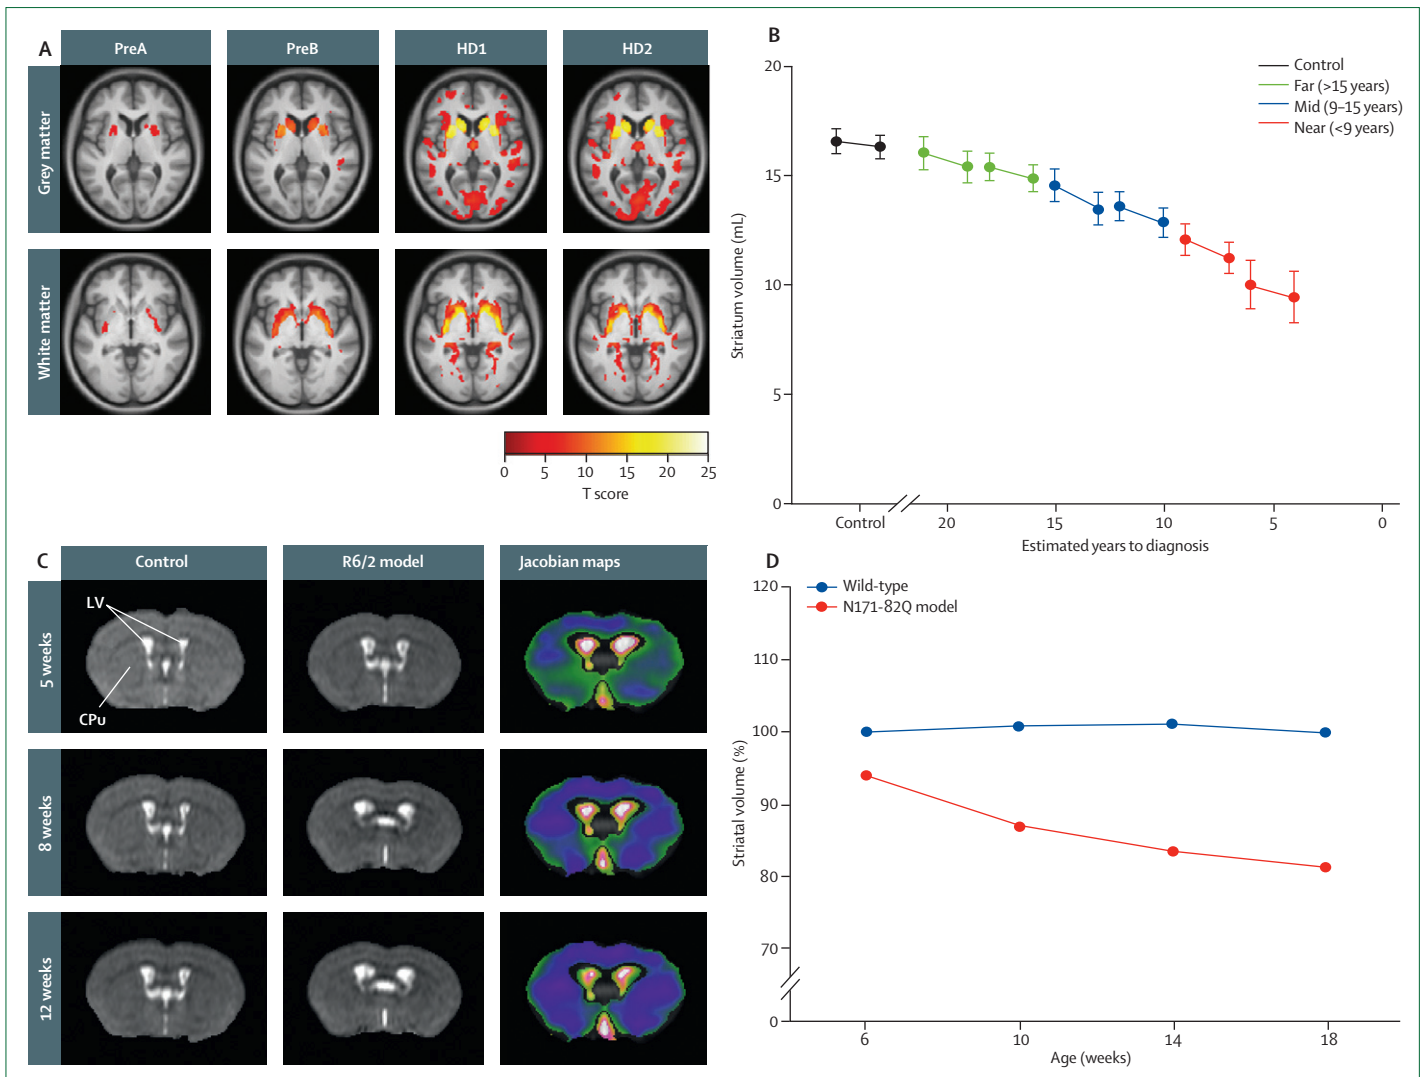 A
PreA
PreB
HD1
HD2
Grey matter
White matter
0
5
10
15
20
25
T score
B
Control
Far (>15 years)
Mid (9–15 years)
Near (<9 years)
20
15
10
5
0
Striatum volume (mL)
Control
20
15
10
5
0
Estimated years to diagnosis
C
Control
R6/2 model
Jacobian maps
5 weeks
LV
CPu
8 weeks
12 weeks
D
Wild-type
N171-82Q model
120
110
100
90
80
70
0
Striatal volume (%)
6
10
14
18
Age (weeks)